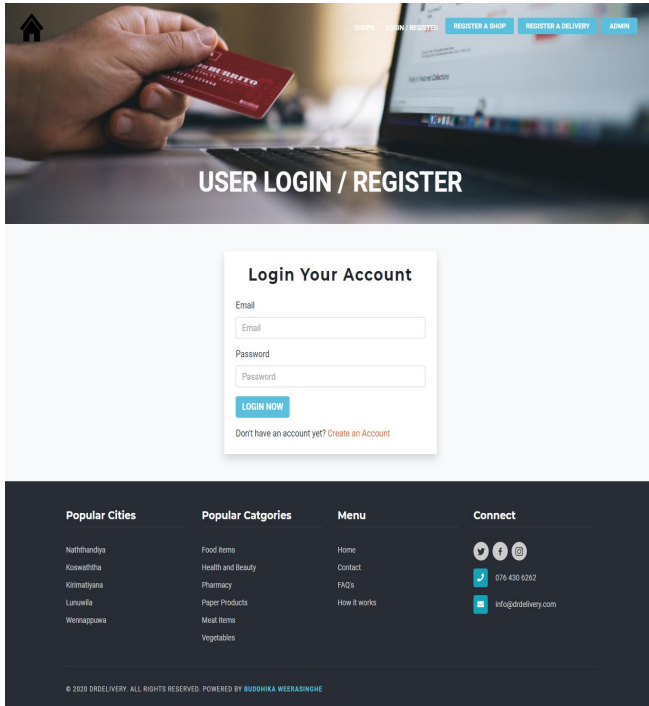 SHOPS LOGIN / REGISTER REGISTER A SHOP REGISTER A DELIVERY ADMIN
BURRITO
LOYALTY CARD
USER LOGIN / REGISTER
Login Your Account
Email
Email
Password
Password
LOGIN NOW
Don't have an account yet? Create an Account
Popular Cities
Naththandiya
Koswaththa
Kirimatiyana
Lunuwila
Wennappuwa
Popular Catgories
Food items
Health and Beauty
Pharmacy
Paper Products
Meat items
Vegetables
Menu
Home
Contact
FAQ's
How it works
Connect
076 430 6262
info@drdelivery.com
© 2020 DRDELIVERY. ALL RIGHTS RESERVED. POWERED BY BUDDHIKA WEERASINGHE